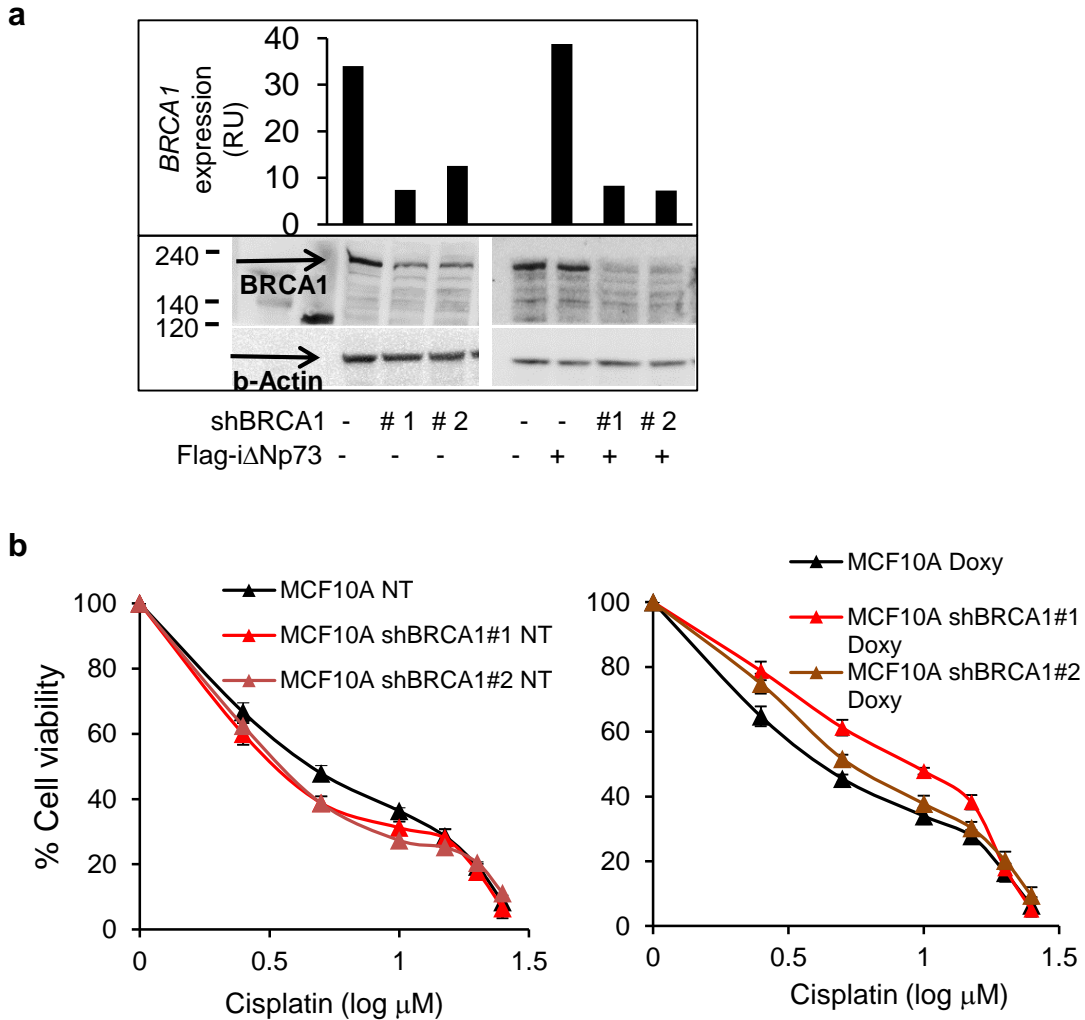 a
BRCA1
expression
(RU)
40
30
20
10
0
240
BRCA1
140
120
b-Actin
shBRCA1 - # 1 # 2 - - #1 # 2
Flag-i∆Np73 - - - - + + +
b
MCF10A NT
MCF10A shBRCA1#1 NT
MCF10A shBRCA1#2 NT
% Cell viability
100
80
60
40
20
0
0 0.5 1 1.5
Cisplatin (log μM)
MCF10A Doxy
MCF10A shBRCA1#1
Doxy
MCF10A shBRCA1#2
Doxy
100
80
60
40
20
0
0 0.5 1 1.5
Cisplatin (log μM)